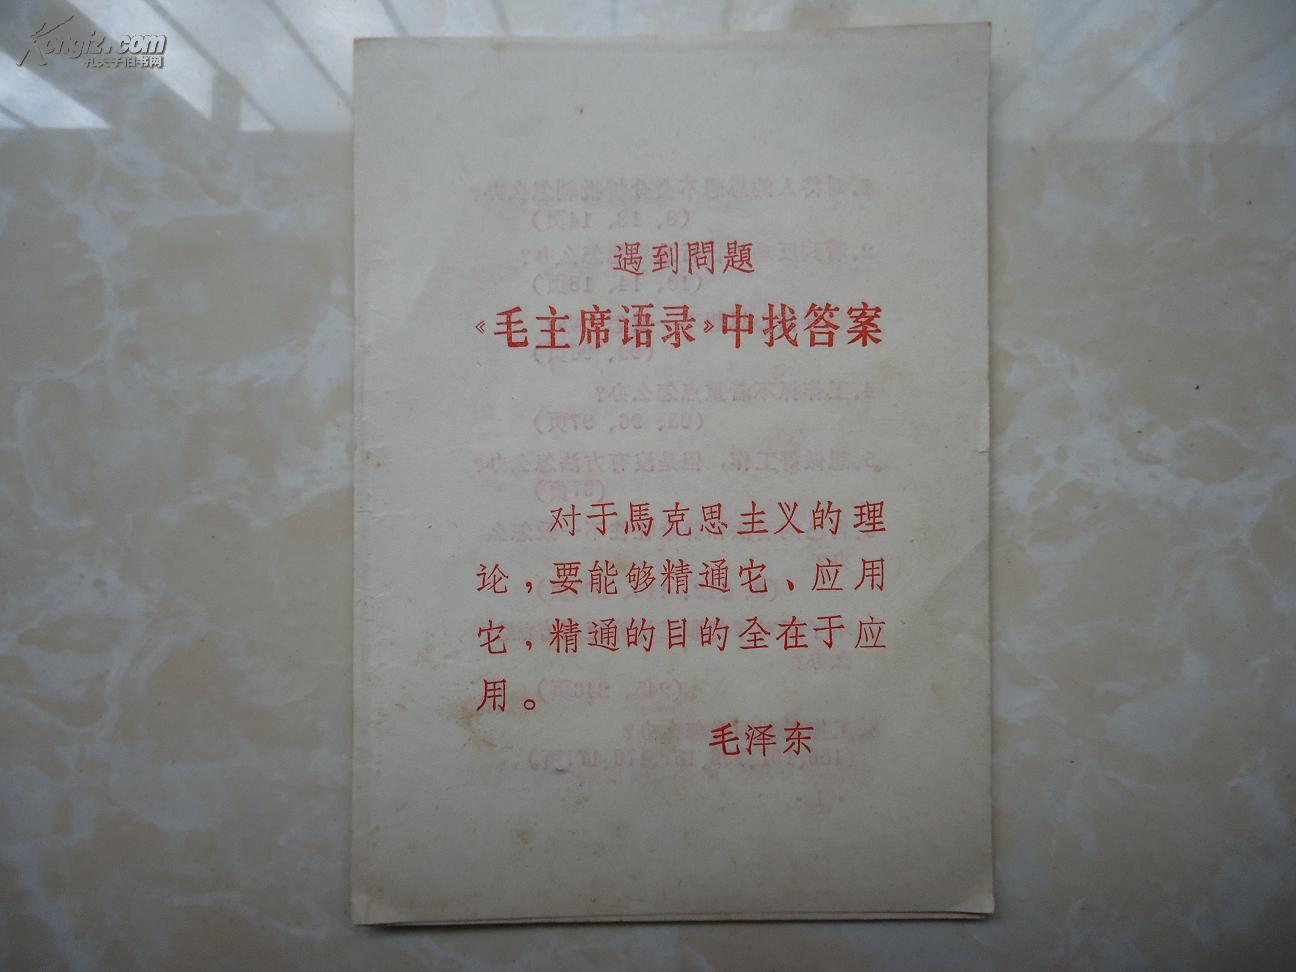 Kongfz.com
孔夫子旧书网
遇到問題
《毛主席语录》中找答案
对于馬克思主义的理
论，要能够精通它、应用
它，精通的目的全在于应
用。
毛泽东